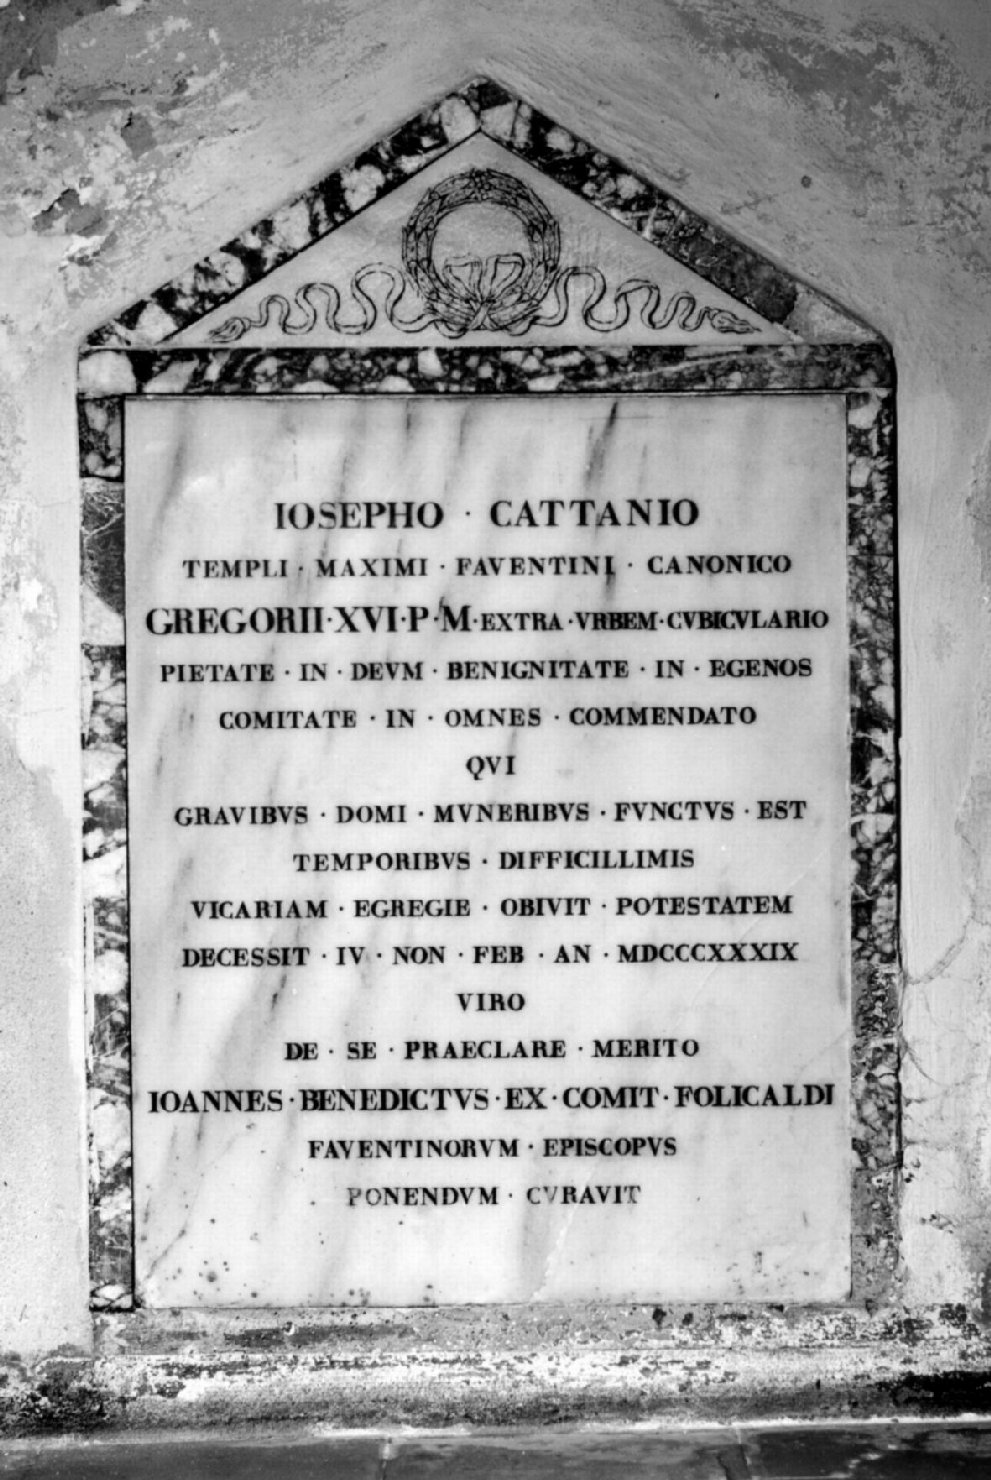 IOSEPHO · CATTANIO
TEMPLI · MAXIMI · FAVENTINI · CANONICO
GREGORII·XVI·P·M·EXTRA·VRBEM·CVBICVLARIO
PIETATE · IN · DEVM · BENIGNITATE · IN · EGENOS
COMITATE · IN · OMNES · COMMENDATO
QVI
GRAVIBVS · DOMI · MVNERIBVS · FVNCTVS · EST
TEMPORIBVS · DIFFICILLIMIS
VICARIAM · EGREGIE · OBIVIT · POTESTATEM
DECESSIT · IV · NON · FEB · AN · MDCCCXXXIX
VIRO
DE · SE · PRAECLARE · MERITO
IOANNES·BENEDICTVS·EX·COMIT·FOLICALDI
FAVENTINORVM · EPISCOPVS
PONENDVM · CVRAVIT